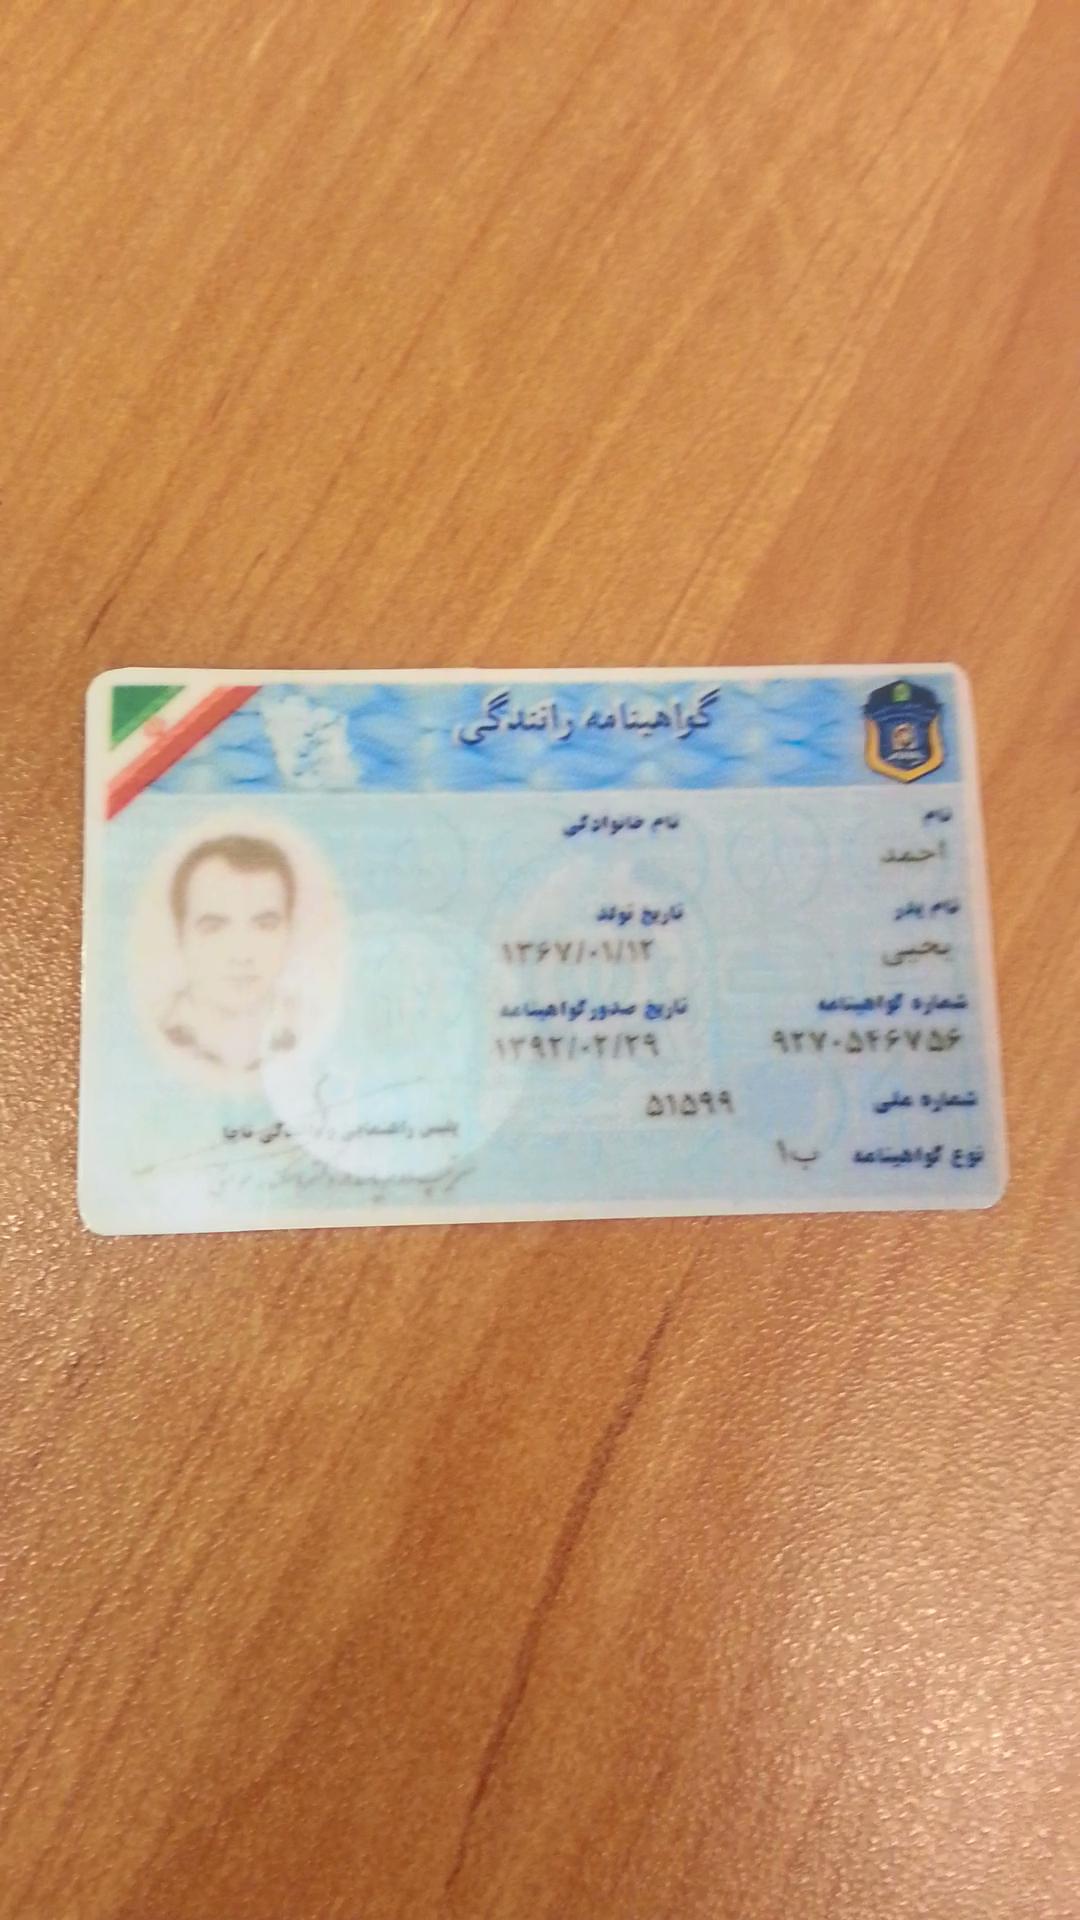 گواهینامه رانندگی
نام
نام خانوادگی
احمد
نام پدر
تاریخ تولد
یحیی
۱۳۶۷/۰۱/۱۲
شماره گواهینامه
تاریخ صدور گواهینامه
۹۲۷۰۵۴۶۷۵۶
۱۳۹۲/۰۲/۲۹
شماره ملی
۵۱۵۹۹
نوع گواهینامه
ب۱
پلیس راهنمایی و رانندگی ناجا